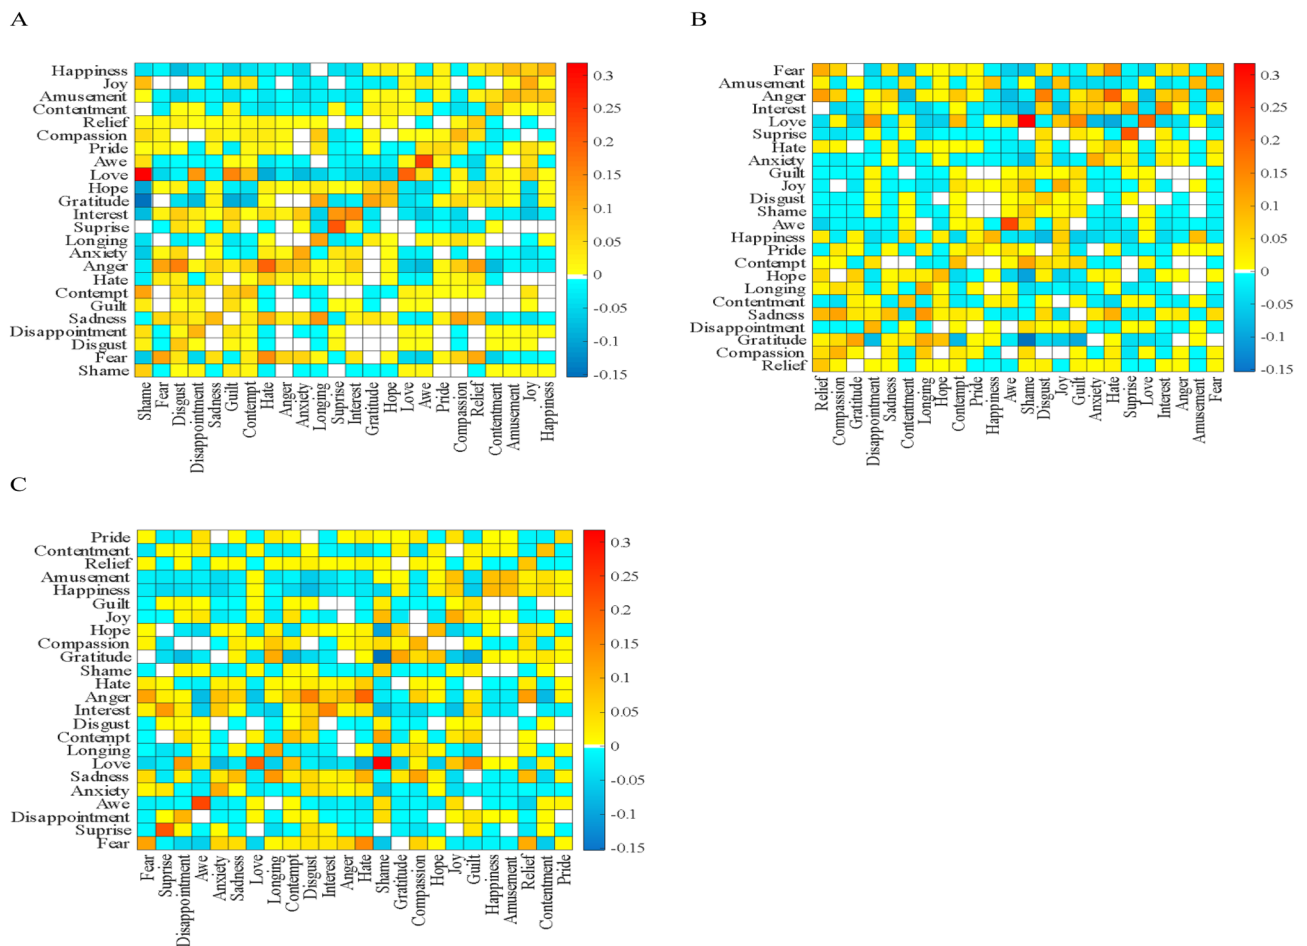 A
Happiness
Joy
Amusement
Contentment
Relief
Compassion
Pride
Awe
Love
Hope
Gratitude
Interest
Suprise
Longing
Anxiety
Anger
Hate
Contempt
Guilt
Sadness
Disappointment
Disgust
Fear
Shame
Shame
Fear
Disgust
Disappointment
Sadness
Guilt
Contempt
Hate
Anger
Anxiety
Longing
Suprise
Interest
Gratitude
Hope
Love
Awe
Pride
Compassion
Relief
Contentment
Amusement
Joy
Happiness
0.3
0.25
0.2
0.15
0.1
0.05
0
-0.05
-0.1
-0.15
B
Fear
Amusement
Anger
Interest
Love
Suprise
Hate
Anxiety
Guilt
Joy
Disgust
Shame
Awe
Happiness
Pride
Contempt
Hope
Longing
Contentment
Sadness
Disappointment
Gratitude
Compassion
Relief
Relief
Compassion
Gratitude
Disappointment
Sadness
Contentment
Longing
Hope
Contempt
Pride
Happiness
Awe
Shame
Disgust
Joy
Guilt
Anxiety
Hate
Suprise
Love
Interest
Anger
Amusement
Fear
0.3
0.25
0.2
0.15
0.1
0.05
0
-0.05
-0.1
-0.15
C
Pride
Contentment
Relief
Amusement
Happiness
Guilt
Joy
Hope
Compassion
Gratitude
Shame
Hate
Anger
Interest
Disgust
Contempt
Longing
Love
Sadness
Anxiety
Awe
Disappointment
Suprise
Fear
Fear
Suprise
Disappointment
Awe
Anxiety
Sadness
Love
Longing
Contempt
Disgust
Interest
Anger
Hate
Shame
Gratitude
Compassion
Hope
Joy
Guilt
Happiness
Amusement
Relief
Contentment
Pride
0.3
0.25
0.2
0.15
0.1
0.05
0
-0.05
-0.1
-0.15